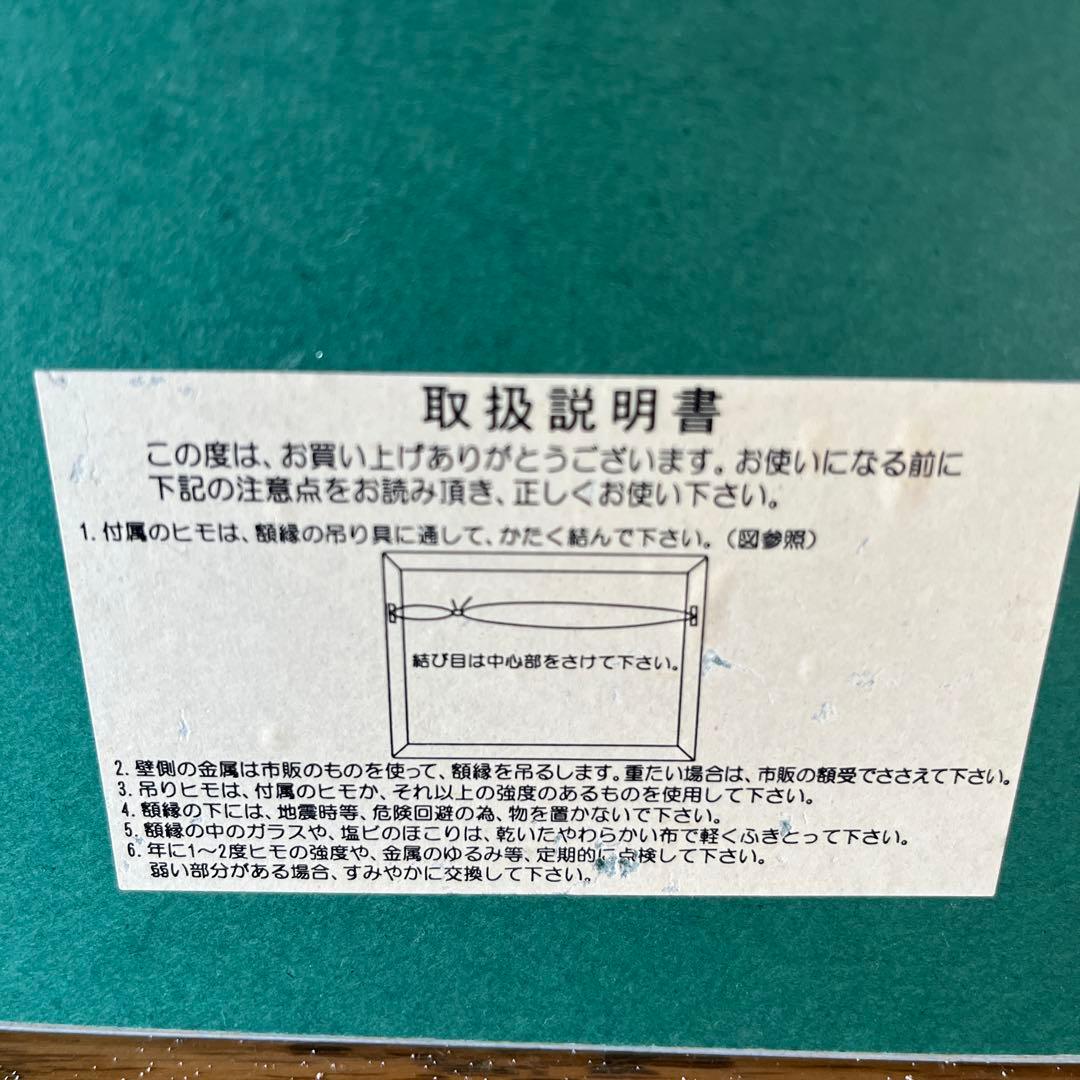 取扱説明書
この度は、お買い上げありがとうございます。お使いになる前に
下記の注意点をお読み頂き、正しくお使い下さい。
1. 付属のヒモは、額縁の吊り具に通して、かたく結んで下さい。（図参照）
結び目は中心部をさけて下さい。
2. 壁側の金属は市販のものを使って、額縁を吊るします。重たい場合は、市販の額受でささえて下さい。
3. 吊りヒモは、付属のヒモか、それ以上の強度のあるものを使用して下さい。
4. 額縁の下には、地震時等、危険回避の為、物を置かないで下さい。
5. 額縁の中のガラスや、塩ビのほこりは、乾いたやわらかい布で軽くふきとって下さい。
6. 年に1〜2度ヒモの強度や、金属のゆるみ等、定期的に点検して下さい。
弱い部分がある場合、すみやかに交換して下さい。